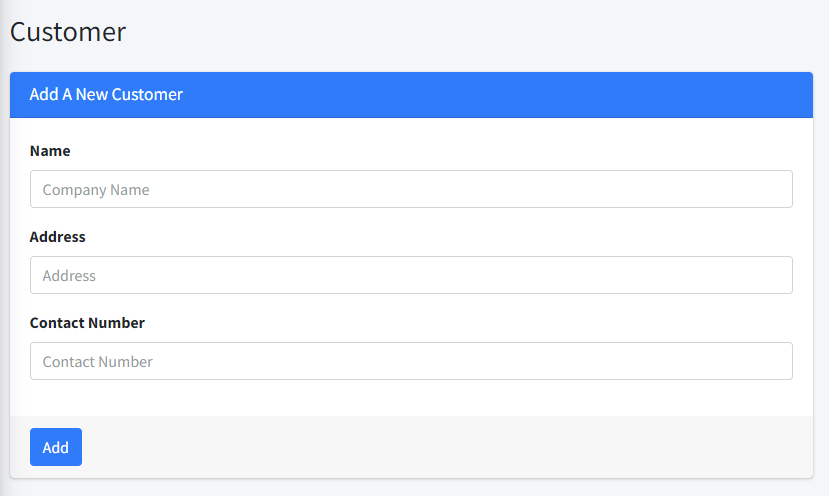 Customer
Add A New Customer
Name
Company Name
Address
Address
Contact Number
Contact Number
Add